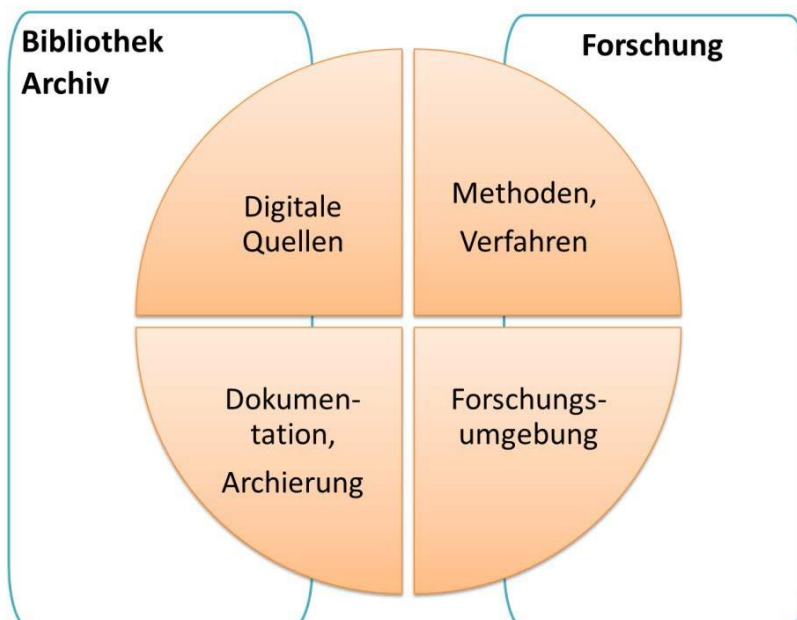 Bibliothek
Archiv
Forschung
Digitale
Quellen
Methoden,
Verfahren
Dokumen-
tation,
Archierung
Forschungs-
umgebung